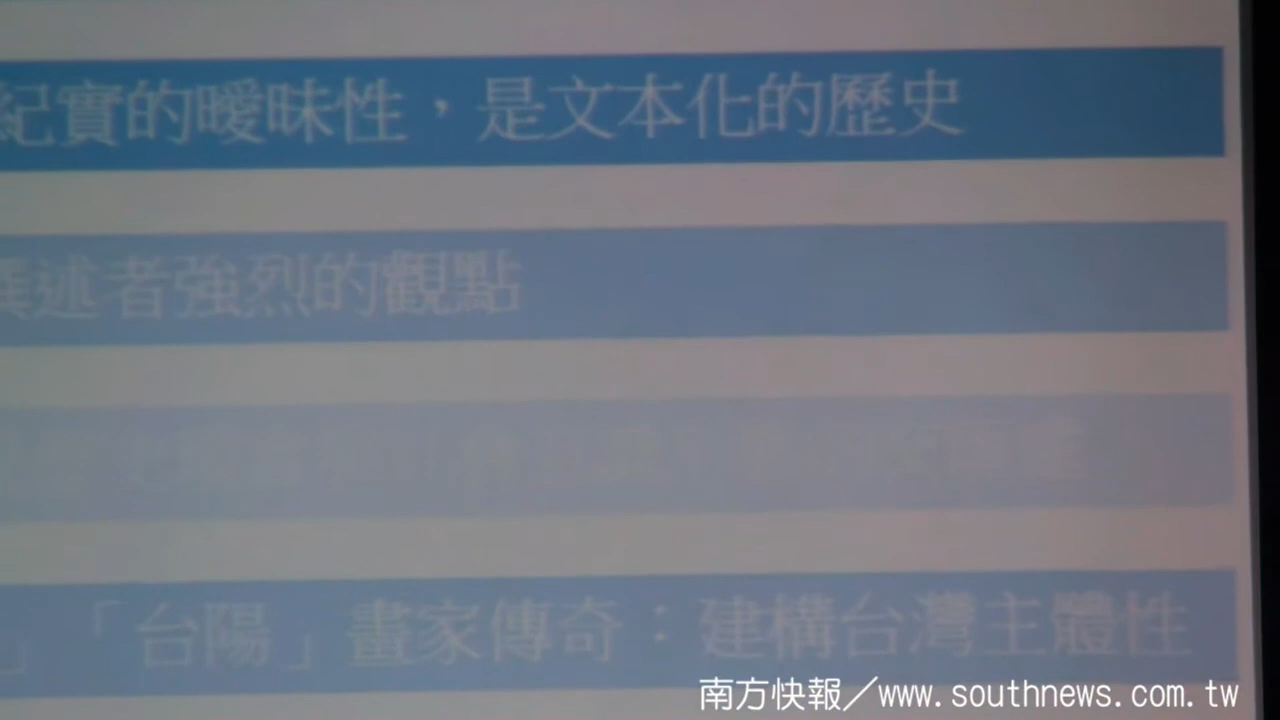 紀實的曖昧性，是文本化的歷史
撰述者強烈的觀點
」「台陽」畫家傳奇：建構台灣主體性
南方快報／www.southnews.com.tw